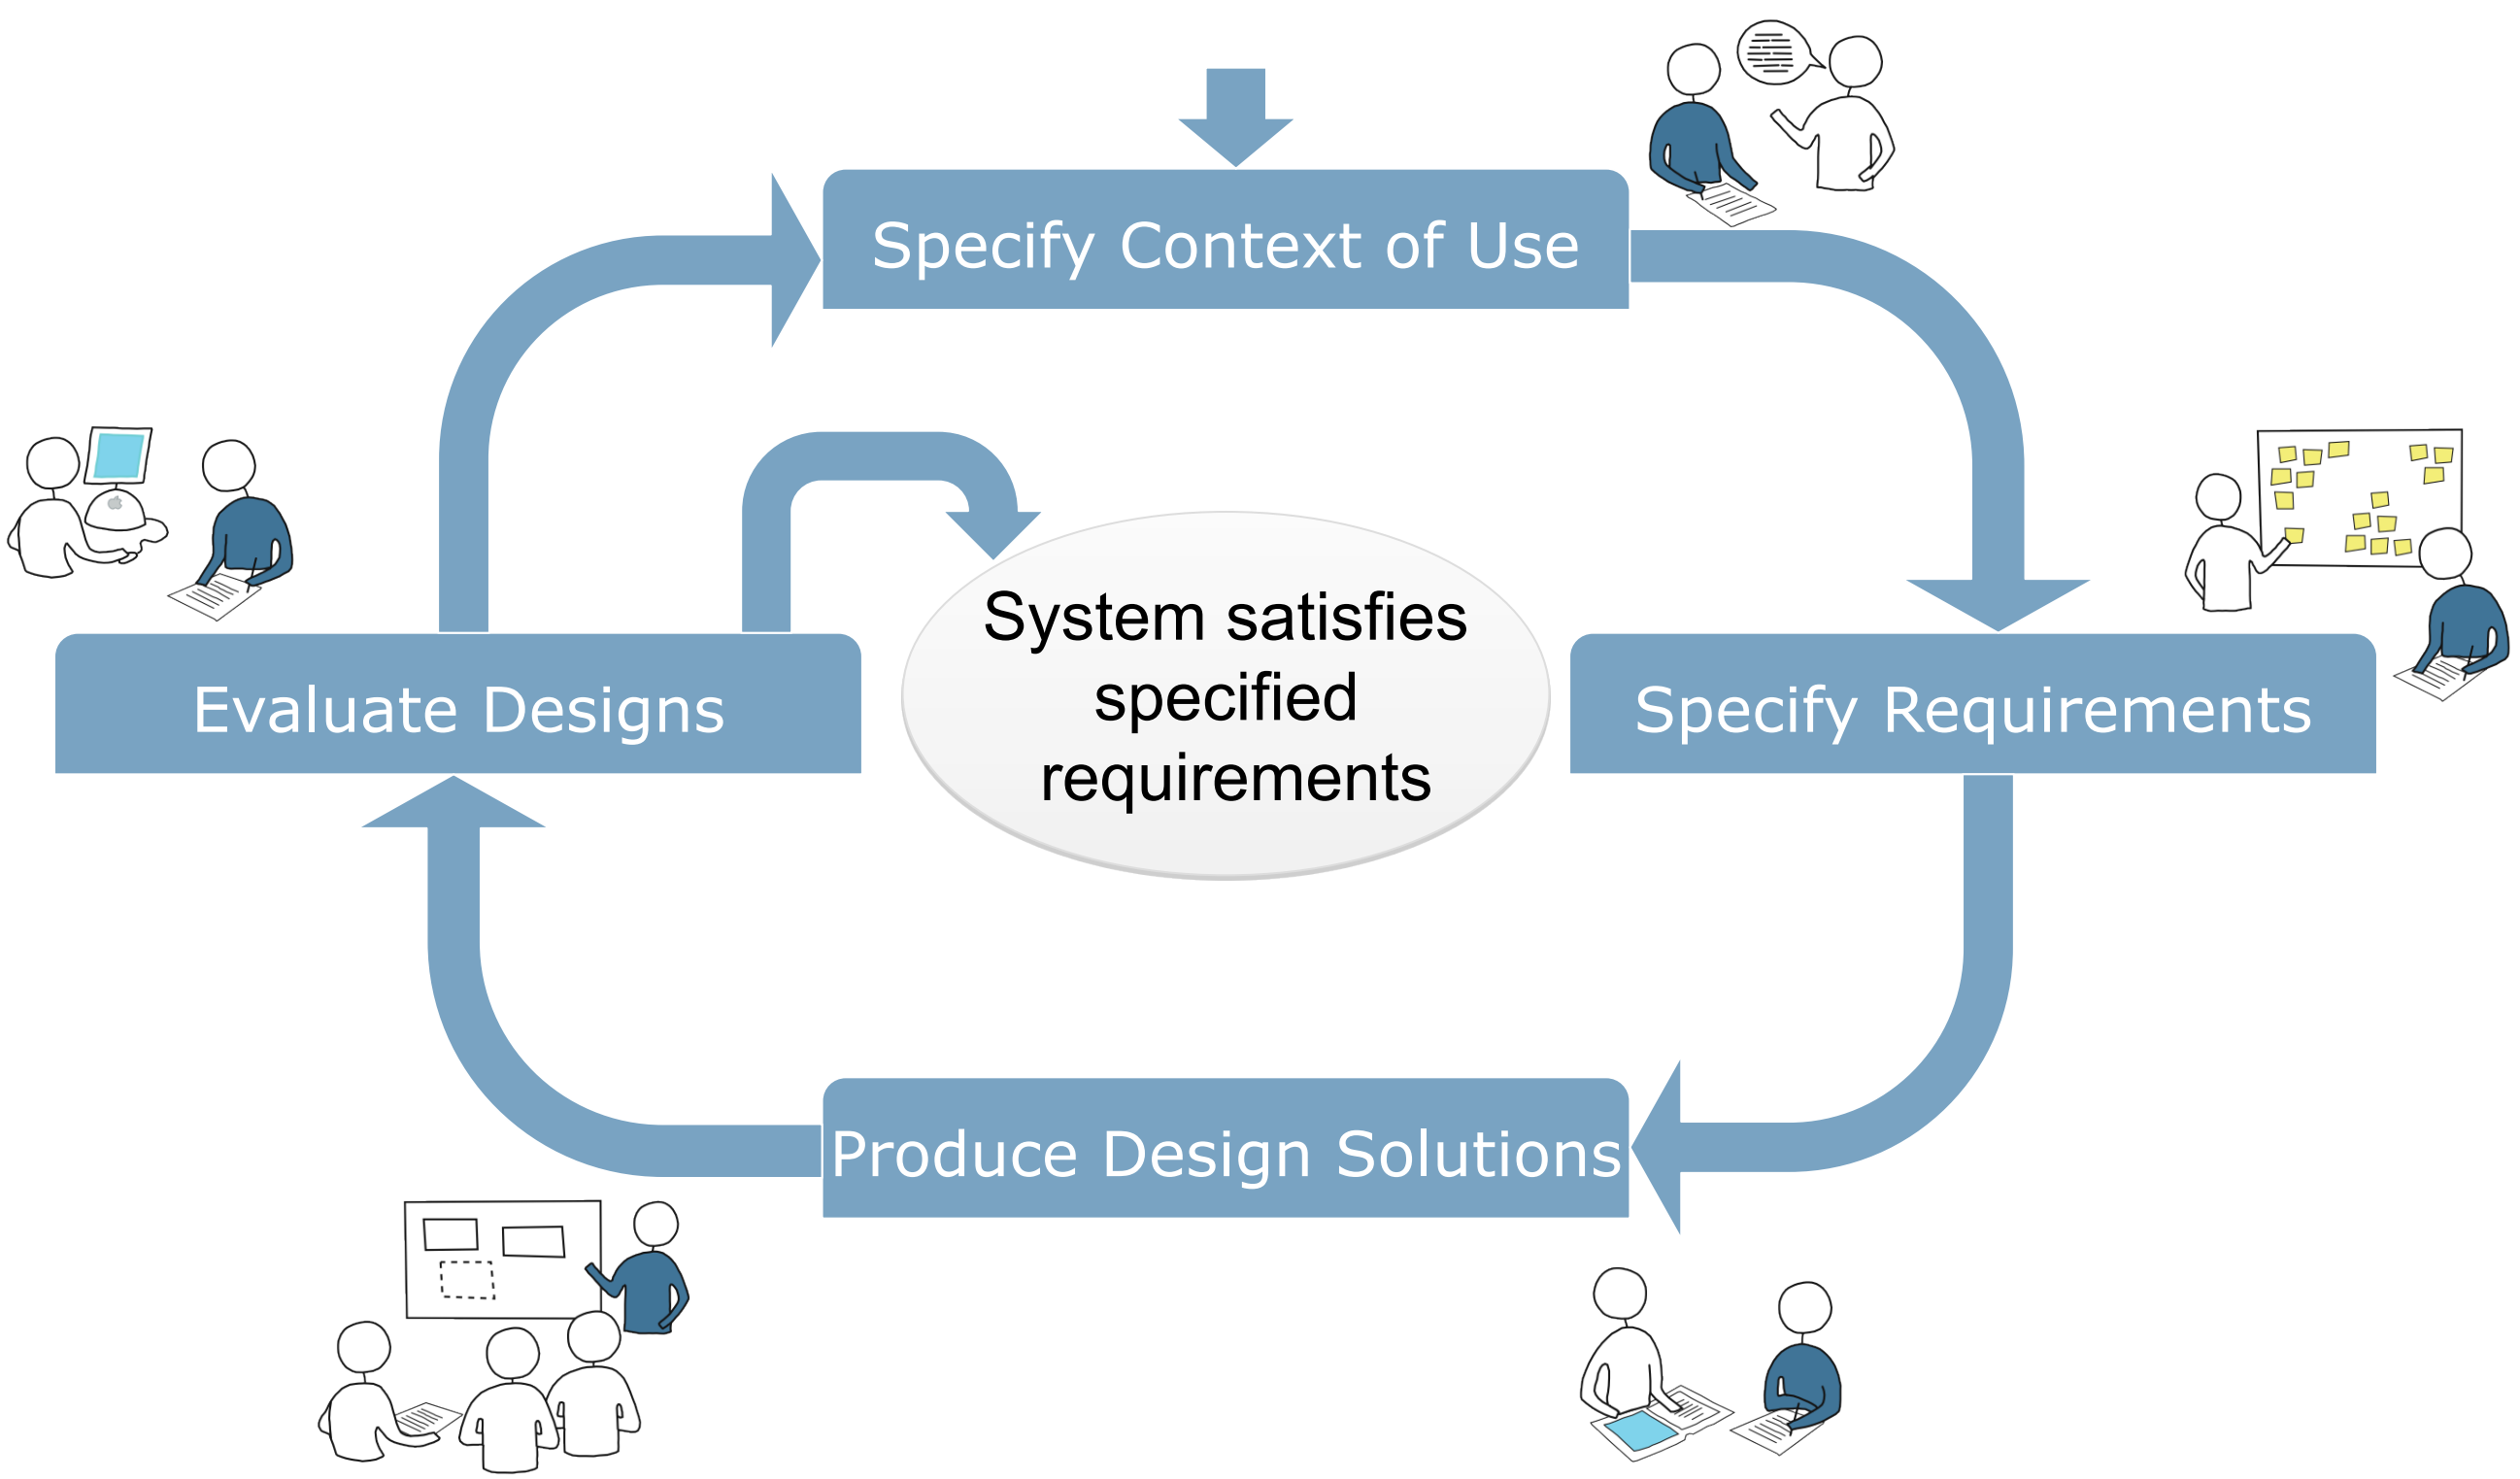 Specify Context of Use
System satisfies
specified
requirements
Evaluate Designs
Specify Requirements
Produce Design Solutions